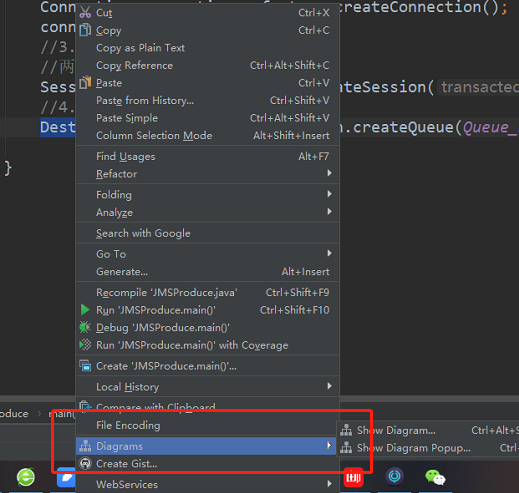 createConnection();
conn
//3.
//两
Sess ateSession( transacted
//4.
Dest n.createQueue(Queue_
}
Cut Ctrl+X
Copy Ctrl+C
Copy as Plain Text
Copy Reference Ctrl+Alt+Shift+C
Paste Ctrl+V
Paste from History... Ctrl+Shift+V
Paste Simple Ctrl+Alt+Shift+V
Column Selection Mode Alt+Shift+Insert
Find Usages Alt+F7
Refactor
Folding
Analyze
Search with Google
Go To
Generate... Alt+Insert
Recompile 'JMSProduce.java' Ctrl+Shift+F9
Run 'JMSProduce.main()' Ctrl+Shift+F10
Debug 'JMSProduce.main()'
Run 'JMSProduce.main()' with Coverage
Create 'JMSProduce.main()'...
Local History
oduce main(
Compare with Clipboard
File Encoding
Diagrams
Show Diagram... Ctrl+Alt+S
Show Diagram Popup... Ctrl+
Create Gist...
WebServices